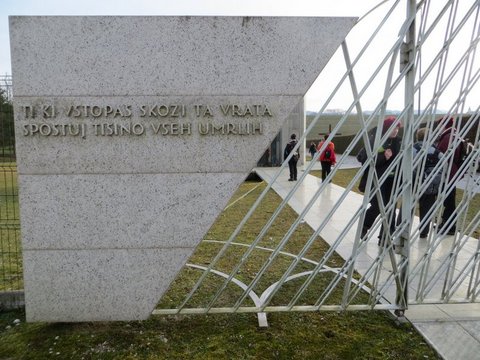 TI KI VSTOPAŠ SKOZI TA VRATA
SPOŠTUJ TIŠINO VSEH UMRLIH